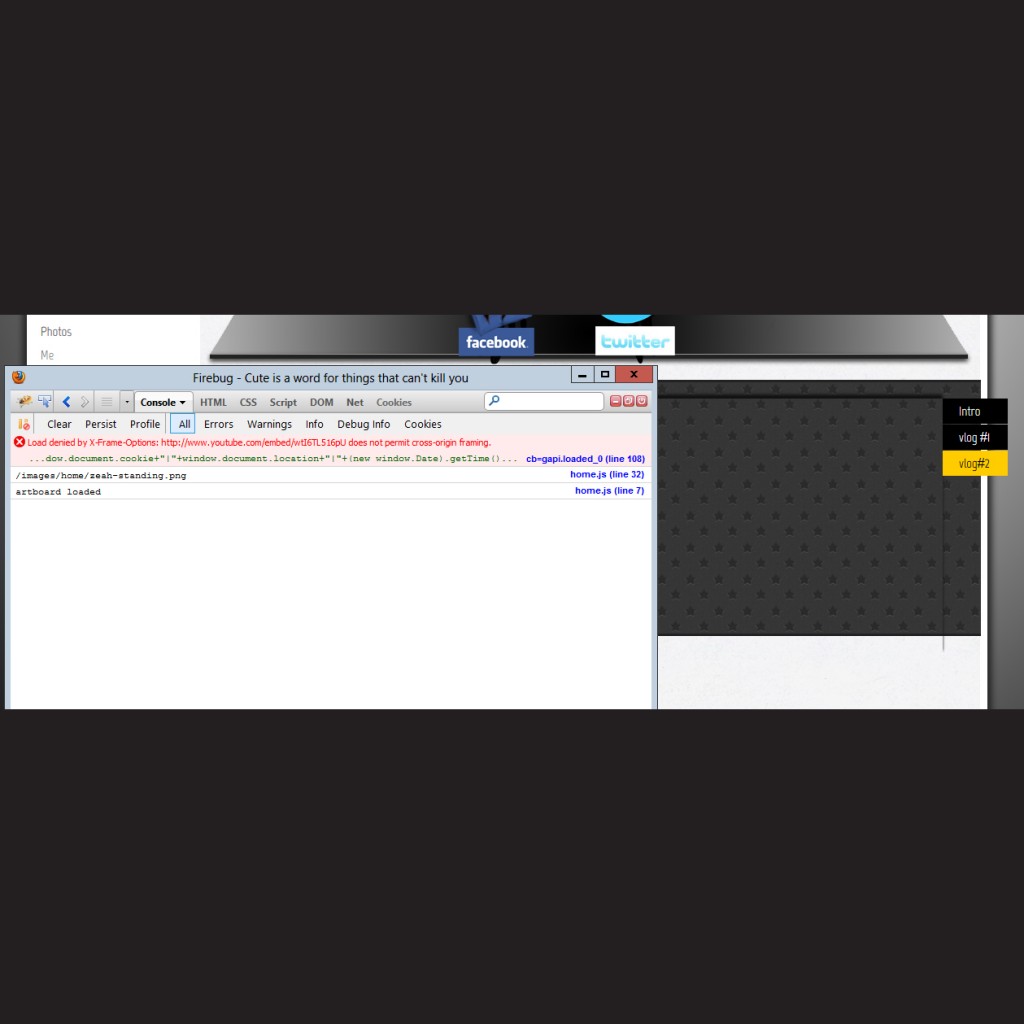 Photos
Me
facebook
twitter
Firebug - Cute is a word for things that can't kill you
Console HTML CSS Script DOM Net Cookies
Clear Persist Profile All Errors Warnings Info Debug Info Cookies
Load denied by X-Frame-Options: http://www.youtube.com/embed/wtI6TL516pU does not permit cross-origin framing.
...dow.document.cookie+"|"+window.document.location+"|"+(new window.Date).getTime()... cb=gapi.loaded_0 (line 108)
/images/home/zeah-standing.png home.js (line 32)
artboard loaded home.js (line 7)
Intro
vlog #1
vlog#2